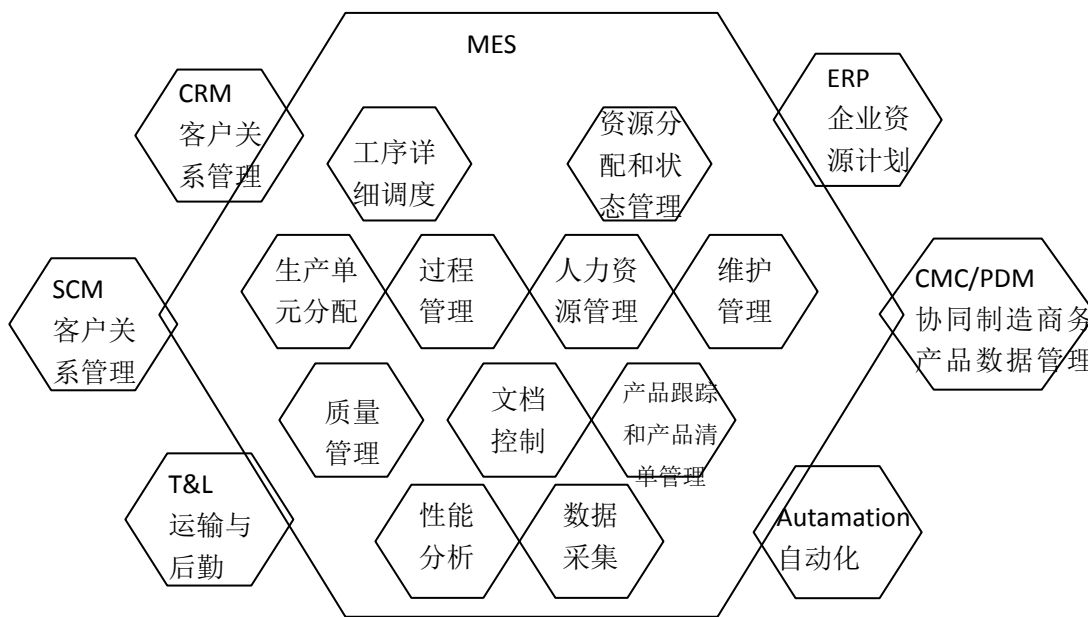 MES
CRM
客户关
系管理
工序详
细调度
资源分
配和状
态管理
ERP
企业资
源计划
SCM
客户关
系管理
生产单
元分配
过程
管理
人力资
源管理
维护
管理
CMC/PDM
协同制造商务
产品数据管理
质量
管理
文档
控制
产品跟踪
和产品清
单管理
T&L
运输与
后勤
性能
分析
数据
采集
Autamation
自动化